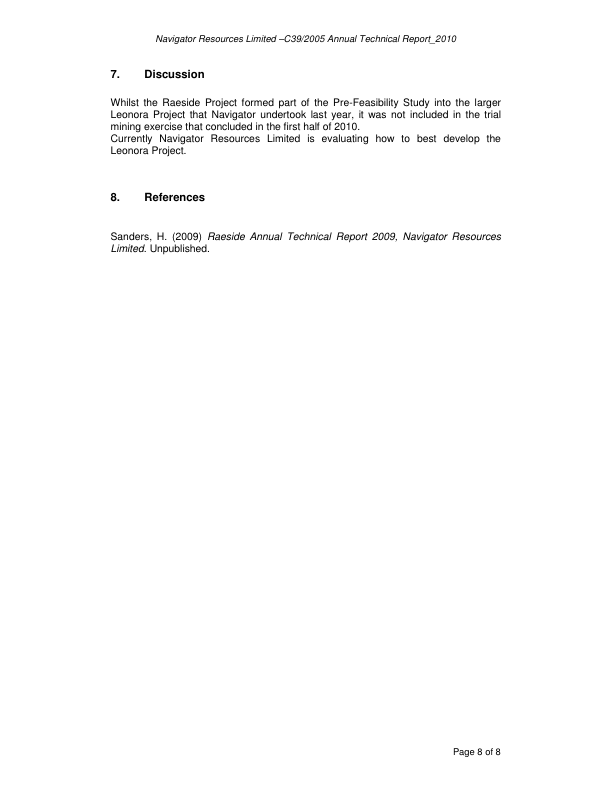 Navigator Resources Limited –C39/2005 Annual Technical Report_2010
7. Discussion
Whilst the Raeside Project formed part of the Pre-Feasibility Study into the larger
Leonora Project that Navigator undertook last year, it was not included in the trial
mining exercise that concluded in the first half of 2010.
Currently Navigator Resources Limited is evaluating how to best develop the
Leonora Project.
8. References
Sanders, H. (2009) Raeside Annual Technical Report 2009, Navigator Resources
Limited. Unpublished.
Page 8 of 8